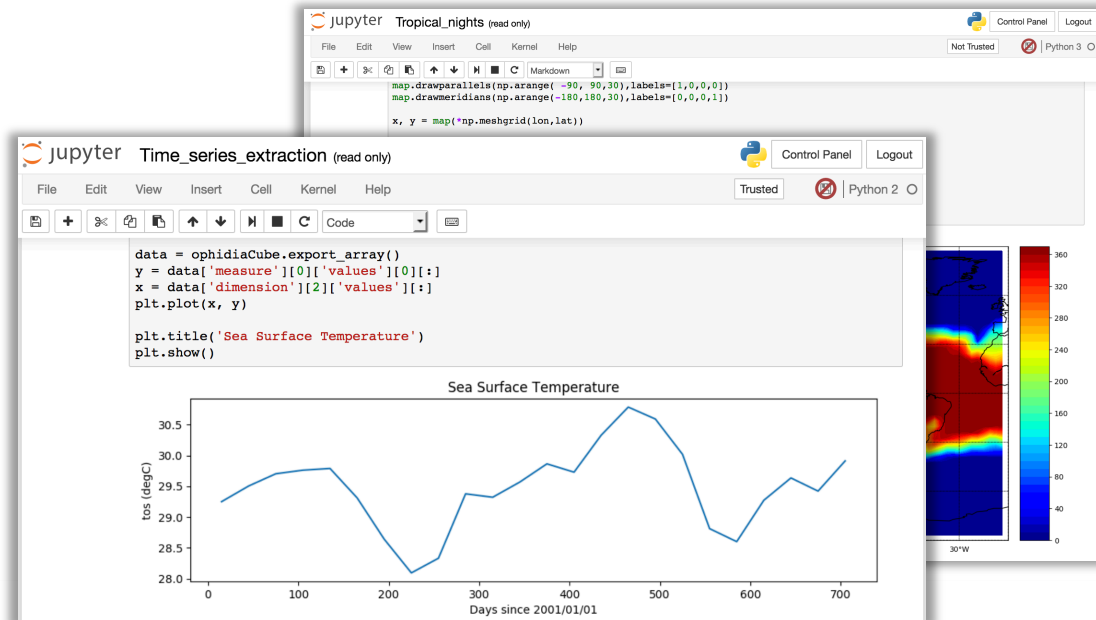 jupyter Tropical_nights (read only)
Control Panel Logout
File Edit View Insert Cell Kernel Help
Not Trusted
Python 3
Markdown
map.drawparallels(np.arange( -90, 90,30),labels=[1,0,0,0])
map.drawmeridians(np.arange(-180,180,30),labels=[0,0,0,1])
x, y = map(*np.meshgrid(lon,lat))
jupyter Time_series_extraction (read only)
Control Panel Logout
File Edit View Insert Cell Kernel Help
Trusted
Python 2
Code
data = ophidiaCube.export_array()
y = data['measure'][0]['values'][0][:]
x = data['dimension'][2]['values'][:]
plt.plot(x, y)
plt.title('Sea Surface Temperature')
plt.show()
Sea Surface Temperature
tos (degC)
30.5
30.0
29.5
29.0
28.5
28.0
0 100 200 300 400 500 600 700
Days since 2001/01/01
360
320
280
240
200
160
120
80
40
0
30°W